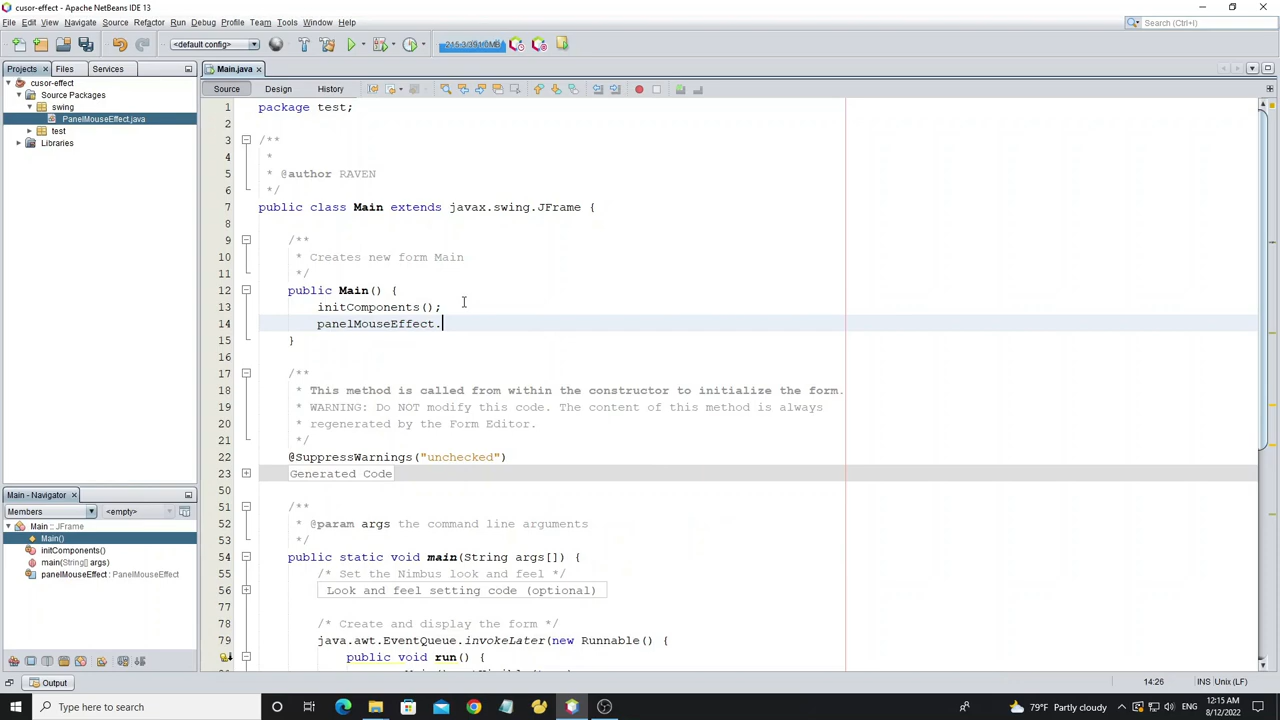 cusor-effect - Apache NetBeans IDE 13
File Edit View Navigate Source Refactor Run Debug Profile Team Tools Window Help
Search (Ctrl+I)
<default config>
215.3/391.0MB
Projects Files Services
Main.java
cusor-effect
Source Packages
swing
PanelMouseEffect.java
test
Libraries
Source Design History
1 package test;
2
3 /**
4 *
5 * @author RAVEN
6 */
7 public class Main extends javax.swing.JFrame {
8
9 /**
10 * Creates new form Main
11 */
12 public Main() {
13 initComponents();
14 panelMouseEffect.
15 }
16
17 /**
18 * This method is called from within the constructor to initialize the form.
19 * WARNING: Do NOT modify this code. The content of this method is always
20 * regenerated by the Form Editor.
21 */
22 @SuppressWarnings("unchecked")
23 Generated Code
50
51 /**
52 * @param args the command line arguments
53 */
54 public static void main(String args[]) {
55 /* Set the Nimbus look and feel */
56 Look and feel setting code (optional)
77
78 /* Create and display the form */
79 java.awt.EventQueue.invokeLater(new Runnable() {
public void run() {
Main - Navigator
Members <empty>
Main :: JFrame
Main()
initComponents()
main(String[] args)
panelMouseEffect : PanelMouseEffect
Output
14:26 INS Unix (LF)
Type here to search
79°F Partly cloudy
12:15 AM
8/12/2022